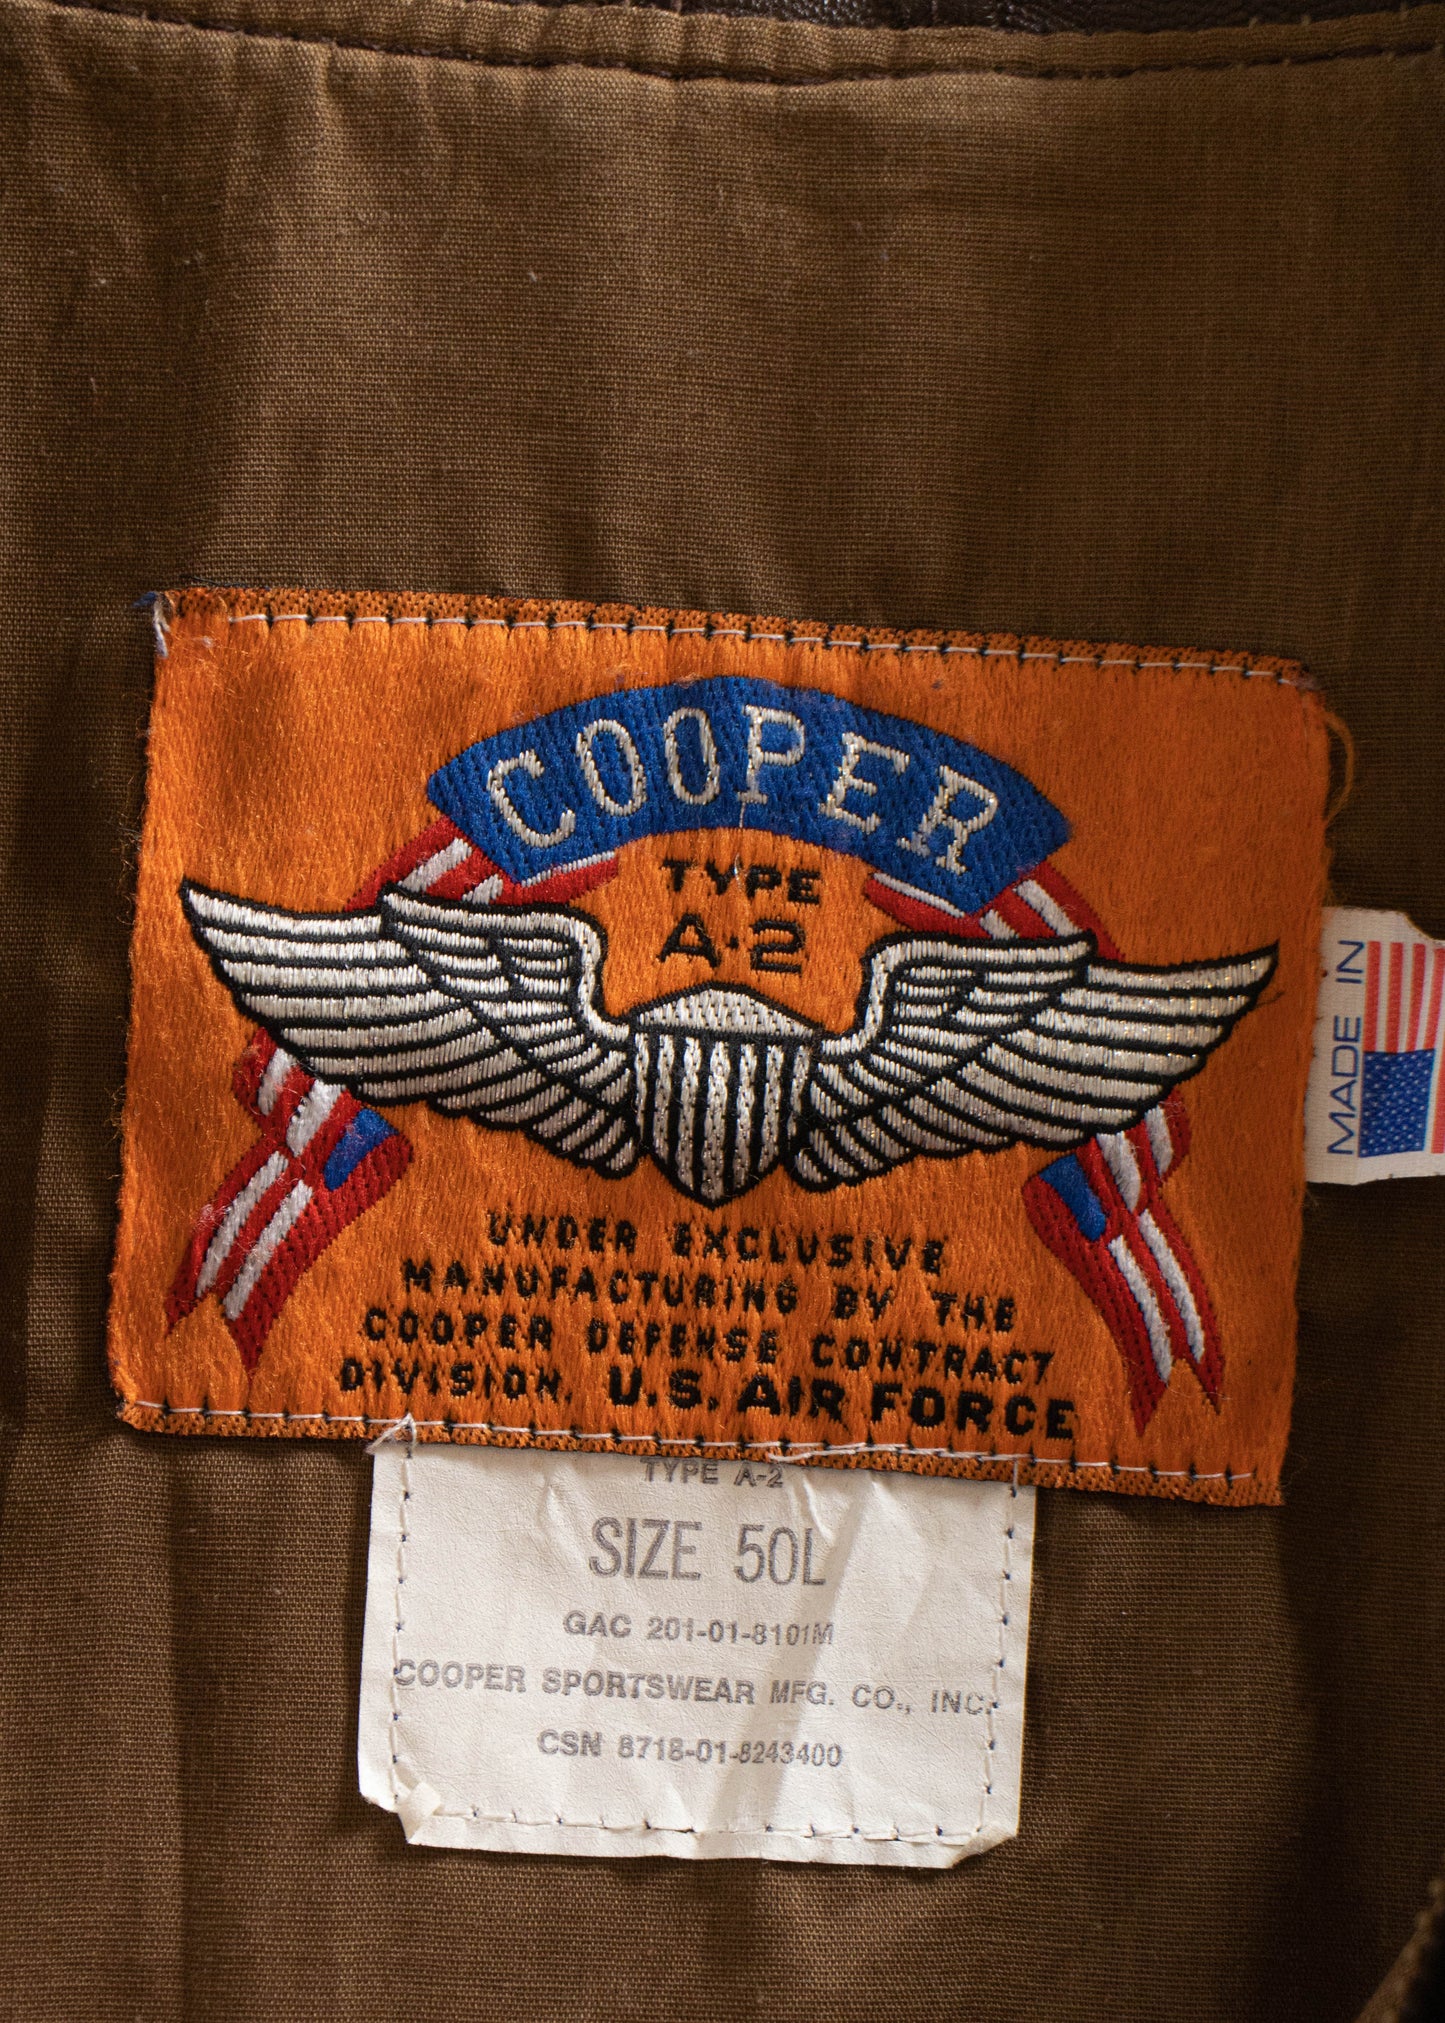 COOPER
TYPE
A-2
UNDER EXCLUSIVE
MANUFACTURING BY THE
COOPER DEFENSE CONTRACT
DIVISION. U.S. AIR FORCE
MADE IN
TYPE A-2
SIZE 50L
GAC 201-01-8101M
COOPER SPORTSWEAR MFG. CO., INC.
CSN 8718-01-8243400